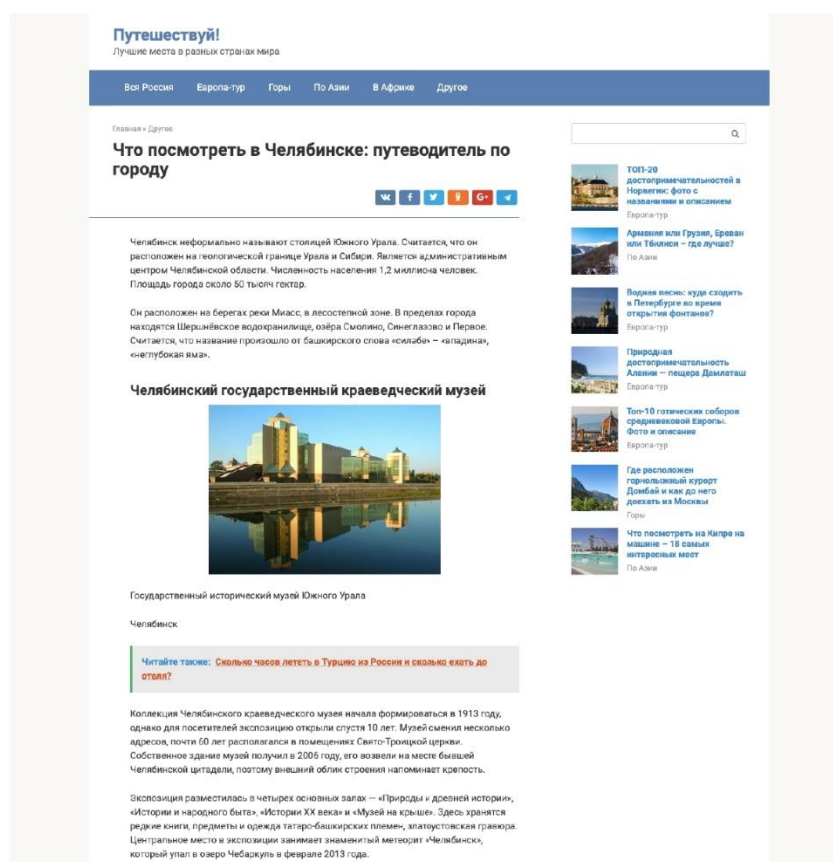 Путешествуй!
Лучшие места в разных странах мира
Вся Россия Европа-тур Горы По Азии В Африке Другое
Главная » Другое
Что посмотреть в Челябинске: путеводитель по
городу
Челябинск неформально называют столицей Южного Урала. Считается, что он
расположен на геологической границе Урала и Сибири. Является административным
центром Челябинской области. Численность населения 1,2 миллиона человек.
Площадь города около 50 тысяч гектар.
Он расположен на берегах реки Миасс, в лесостепной зоне. В пределах города
находятся Шершнёвское водохранилище, озёра Смолино, Синеглазово и Первое.
Считается, что название произошло от башкирского слова «силәбе» – «впадина»,
«неглубокая яма».
Челябинский государственный краеведческий музей
Государственный исторический музей Южного Урала
Челябинск
Читайте также: Сколько часов лететь в Турцию из России и сколько ехать до
отеля?
Коллекция Челябинского краеведческого музея начала формироваться в 1913 году,
однако для посетителей экспозицию открыли спустя 10 лет. Музей сменил несколько
адресов, почти 60 лет располагался в помещениях Свято-Троицкой церкви.
Собственное здание музей получил в 2006 году, его возвели на месте бывшей
Челябинской цитадели, поэтому внешний облик строения напоминает крепость.
Экспозиция разместилась в четырех основных залах — «Природы и древней истории»,
«Истории и народного быта», «Истории XX века» и «Музей на крыше». Здесь хранятся
редкие книги, предметы и одежда татаро-башкирских племен, златоустовская гравюра.
Центральное место в экспозиции занимает знаменитый метеорит «Челябинск»,
который упал в озеро Чебаркуль в феврале 2013 года.
ТОП-20
достопримечательностей в
Норвегии: фото с
названиями и описанием
Европа-тур
Армения или Грузия, Ереван
или Тбилиси – где лучше?
По Азии
Водная песнь: куда сходить
в Петербурге во время
открытия фонтанов?
Европа-тур
Природная
достопримечательность
Алании — пещера Дамлаташ
Европа-тур
Топ-10 готических соборов
средневековой Европы.
Фото и описание
Европа-тур
Где расположен
горнолыжный курорт
Домбай и как до него
доехать из Москвы
Горы
Что посмотреть на Кипре на
машине – 18 самых
интересных мест
По Азии